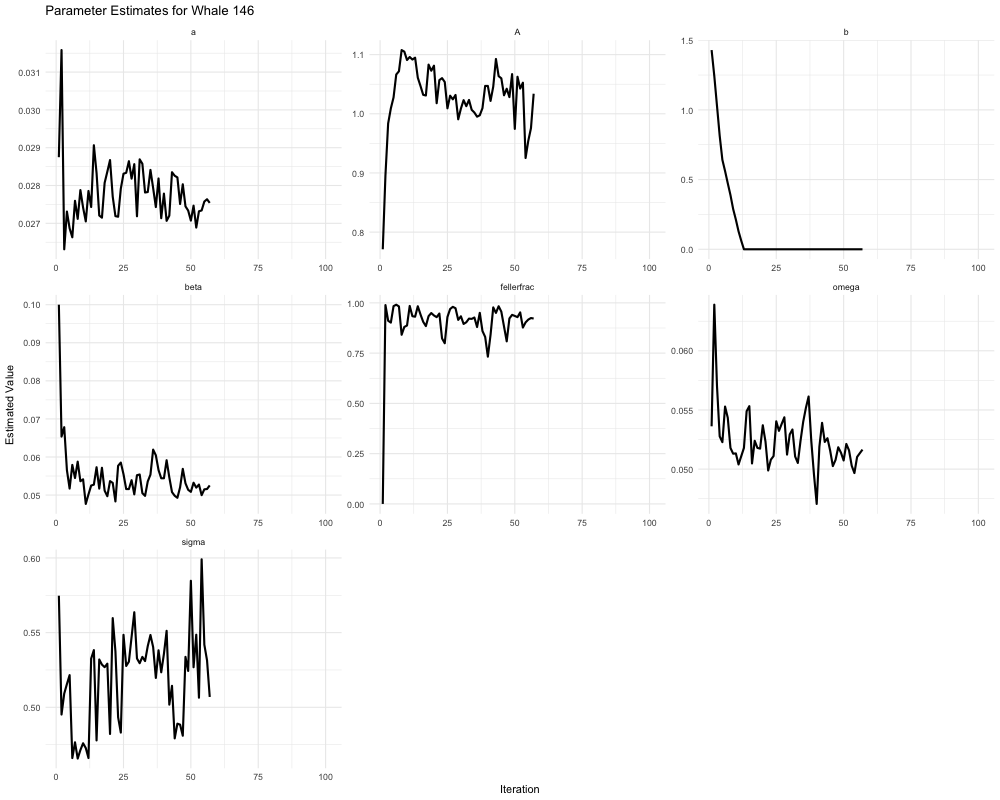 Parameter Estimates for Whale 146
a
A
b
0.031
0.030
0.029
0.028
0.027
1.1
1.0
0.9
0.8
1.5
1.0
0.5
0.0
0 25 50 75 100
0 25 50 75 100
0 25 50 75 100
beta
fellerfrac
omega
0.10
0.09
0.08
0.07
0.06
0.05
1.00
0.75
0.50
0.25
0.00
0.060
0.055
0.050
0 25 50 75 100
0 25 50 75 100
0 25 50 75 100
sigma
0.60
0.55
0.50
0 25 50 75 100
Estimated Value
Iteration